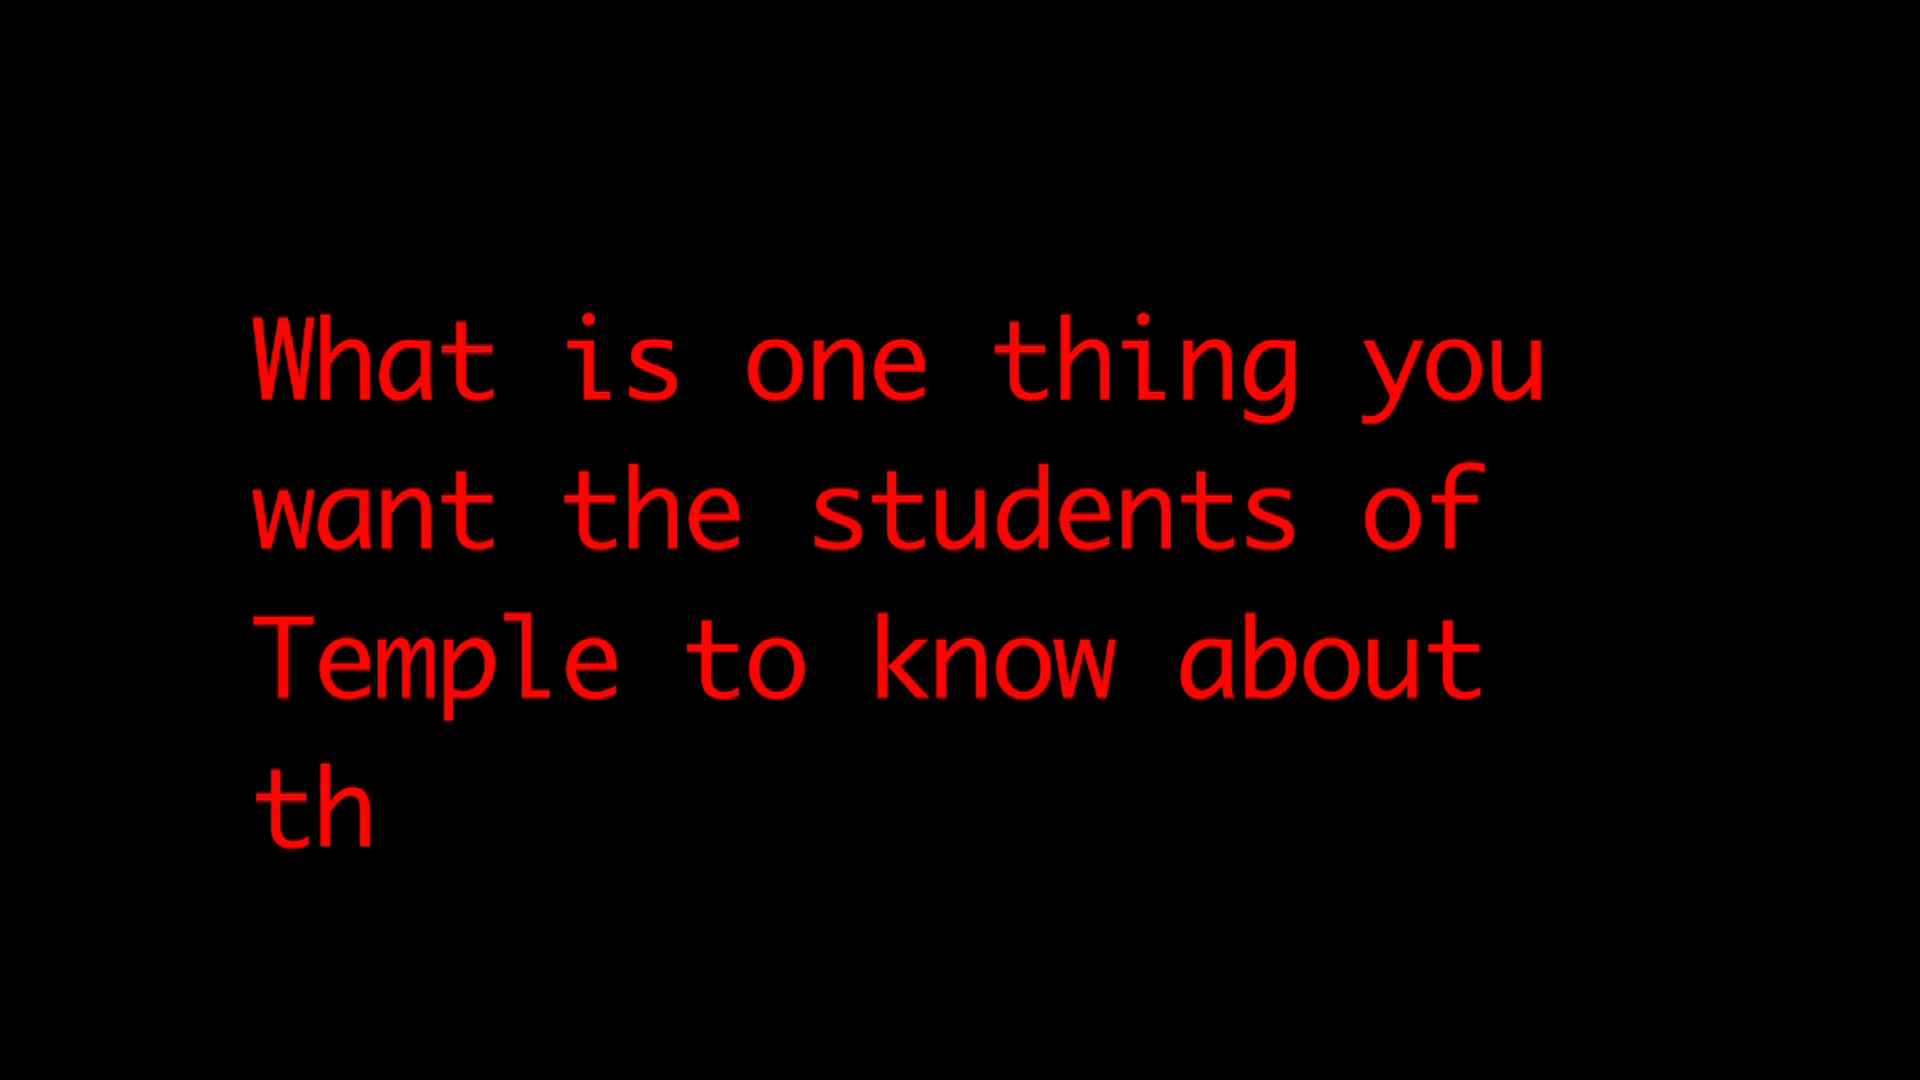 What is one thing you
want the students of
Temple to know about
th